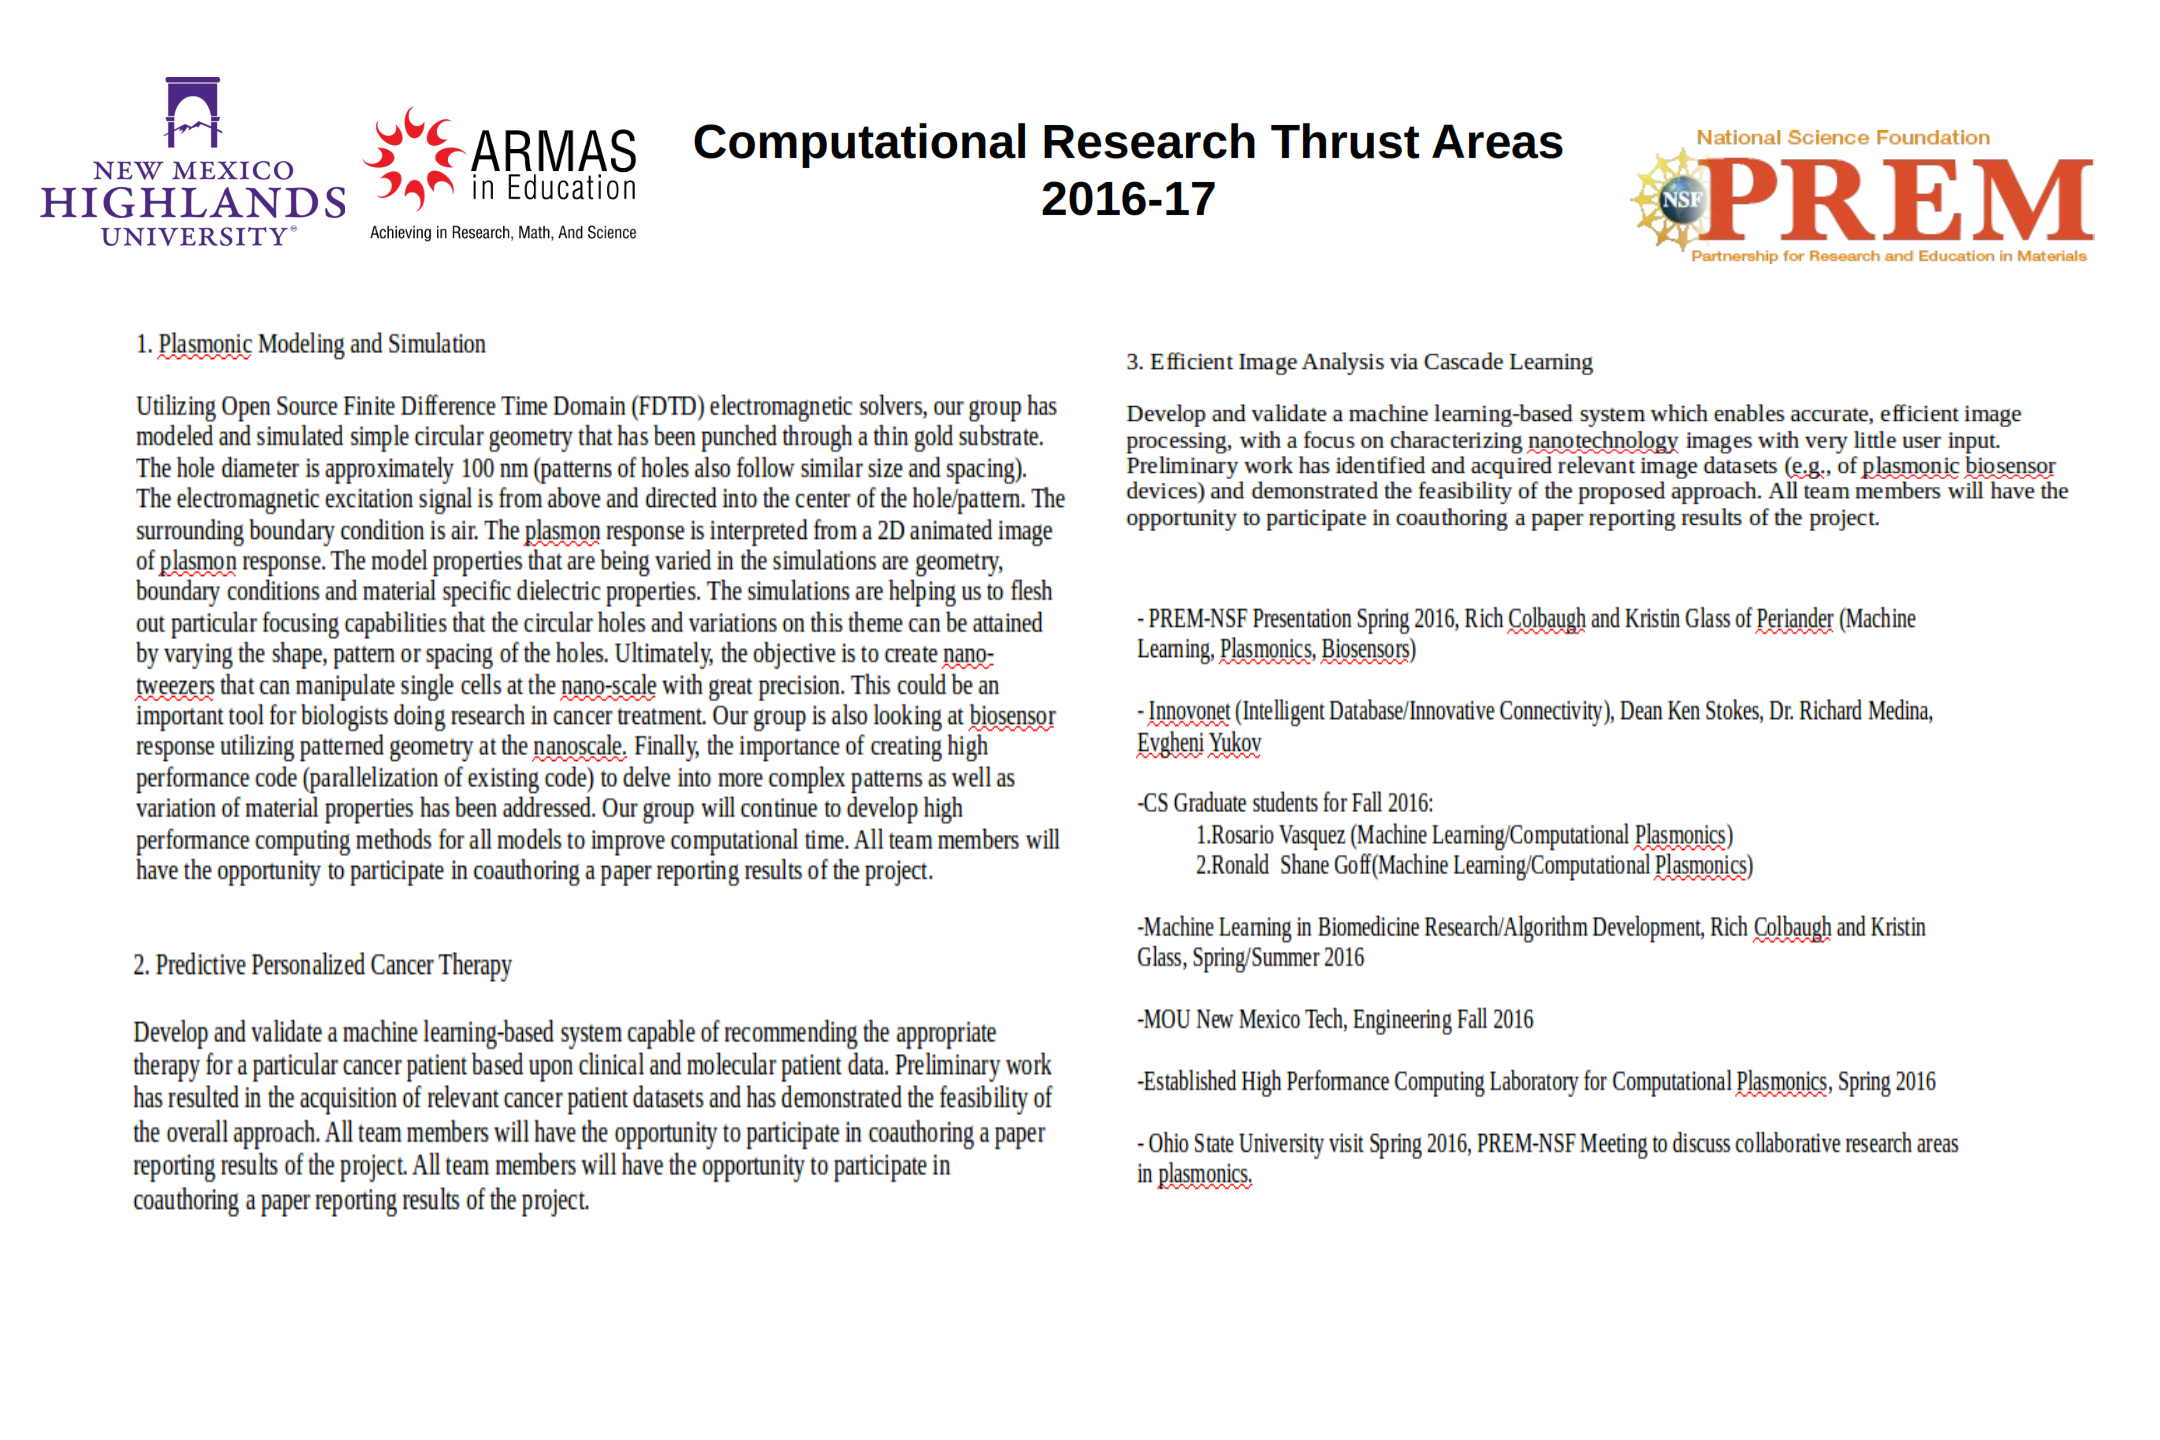 NEW MEXICO
HIGHLANDS
UNIVERSITY®
ARMAS
in Education
Achieving in Research, Math, And Science
Computational Research Thrust Areas
2016-17
National Science Foundation
NSF
PREM
Partnership for Research and Education in Materials
1. Plasmonic Modeling and Simulation
Utilizing Open Source Finite Difference Time Domain (FDTD) electromagnetic solvers, our group has
modeled and simulated simple circular geometry that has been punched through a thin gold substrate.
The hole diameter is approximately 100 nm (patterns of holes also follow similar size and spacing).
The electromagnetic excitation signal is from above and directed into the center of the hole/pattern. The
surrounding boundary condition is air. The plasmon response is interpreted from a 2D animated image
of plasmon response. The model properties that are being varied in the simulations are geometry,
boundary conditions and material specific dielectric properties. The simulations are helping us to flesh
out particular focusing capabilities that the circular holes and variations on this theme can be attained
by varying the shape, pattern or spacing of the holes. Ultimately, the objective is to create nano-
tweezers that can manipulate single cells at the nano-scale with great precision. This could be an
important tool for biologists doing research in cancer treatment. Our group is also looking at biosensor
response utilizing patterned geometry at the nanoscale. Finally, the importance of creating high
performance code (parallelization of existing code) to delve into more complex patterns as well as
variation of material properties has been addressed. Our group will continue to develop high
performance computing methods for all models to improve computational time. All team members will
have the opportunity to participate in coauthoring a paper reporting results of the project.
2. Predictive Personalized Cancer Therapy
Develop and validate a machine learning-based system capable of recommending the appropriate
therapy for a particular cancer patient based upon clinical and molecular patient data. Preliminary work
has resulted in the acquisition of relevant cancer patient datasets and has demonstrated the feasibility of
the overall approach. All team members will have the opportunity to participate in coauthoring a paper
reporting results of the project. All team members will have the opportunity to participate in
coauthoring a paper reporting results of the project.
3. Efficient Image Analysis via Cascade Learning
Develop and validate a machine learning-based system which enables accurate, efficient image
processing, with a focus on characterizing nanotechnology images with very little user input.
Preliminary work has identified and acquired relevant image datasets (e.g., of plasmonic biosensor
devices) and demonstrated the feasibility of the proposed approach. All team members will have the
opportunity to participate in coauthoring a paper reporting results of the project.
- PREM-NSF Presentation Spring 2016, Rich Colbaugh and Kristin Glass of Periander (Machine
Learning, Plasmonics, Biosensors)
- Innovonet (Intelligent Database/Innovative Connectivity), Dean Ken Stokes, Dr. Richard Medina,
Evgheni Yukov
-CS Graduate students for Fall 2016:
1.Rosario Vasquez (Machine Learning/Computational Plasmonics)
2.Ronald Shane Goff(Machine Learning/Computational Plasmonics)
-Machine Learning in Biomedicine Research/Algorithm Development, Rich Colbaugh and Kristin
Glass, Spring/Summer 2016
-MOU New Mexico Tech, Engineering Fall 2016
-Established High Performance Computing Laboratory for Computational Plasmonics, Spring 2016
- Ohio State University visit Spring 2016, PREM-NSF Meeting to discuss collaborative research areas
in plasmonics.